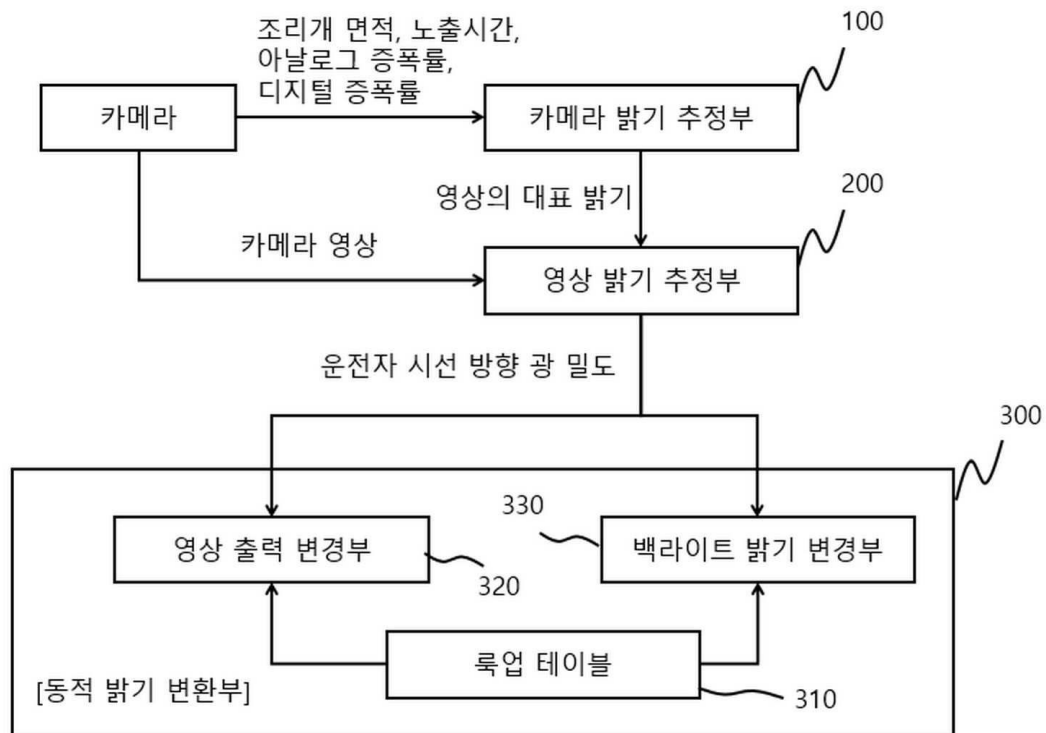 조리개 면적, 노출시간,
아날로그 증폭률,
디지털 증폭률
100
카메라
카메라 밝기 추정부
영상의 대표 밝기
200
카메라 영상
영상 밝기 추정부
운전자 시선 방향 광 밀도
300
330
영상 출력 변경부
백라이트 밝기 변경부
320
룩업 테이블
[동적 밝기 변환부]
310